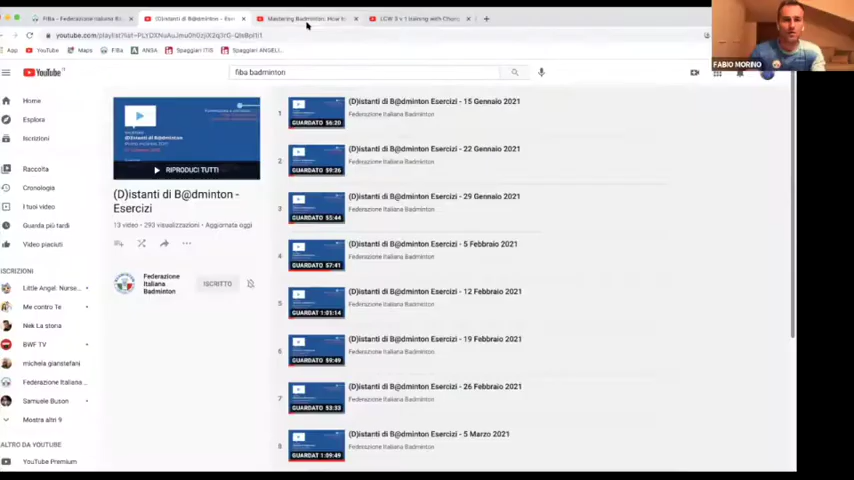 FIBa - Federazione Italiana Ba
(D)istanti di B@dminton - Eser
Mastering Badminton: How to
LCW 3 v 1 training with Chong
App
YouTube
Maps
FIBa
ANSA
Spaggiari ITIS
Spaggiari ANGELI...
FABIO MORINO
YouTube
fiba badminton
Home
Esplora
Iscrizioni
Raccolta
Cronologia
I tuoi video
Guarda più tardi
Video piaciuti
ISCRIZIONI
Little Angel: Nurse...
Me contro Te
Nek La storia
BWF TV
michela gianstefani
Federazione Italiana...
Samuele Buson
Mostra altri 9
ALTRO DA YOUTUBE
YouTube Premium
RIPRODUCI TUTTI
(D)istanti di B@dminton -
Esercizi
13 video • 293 visualizzazioni • Aggiornata oggi
Federazione
Italiana
Badminton
ISCRITTO
1
GUARDATO 56:20
(D)istanti di B@dminton Esercizi - 15 Gennaio 2021
Federazione Italiana Badminton
2
GUARDATO 59:26
(D)istanti di B@dminton Esercizi - 22 Gennaio 2021
Federazione Italiana Badminton
3
GUARDATO 55:44
(D)istanti di B@dminton Esercizi - 29 Gennaio 2021
Federazione Italiana Badminton
4
GUARDATO 57:41
(D)istanti di B@dminton Esercizi - 5 Febbraio 2021
Federazione Italiana Badminton
5
GUARDAT 1:01:14
(D)istanti di B@dminton Esercizi - 12 Febbraio 2021
Federazione Italiana Badminton
6
GUARDATO 59:49
(D)istanti di B@dminton Esercizi - 19 Febbraio 2021
Federazione Italiana Badminton
7
GUARDATO 53:33
(D)istanti di B@dminton Esercizi - 26 Febbraio 2021
Federazione Italiana Badminton
8
GUARDAT 1:09:49
(D)istanti di B@dminton Esercizi - 5 Marzo 2021
Federazione Italiana Badminton